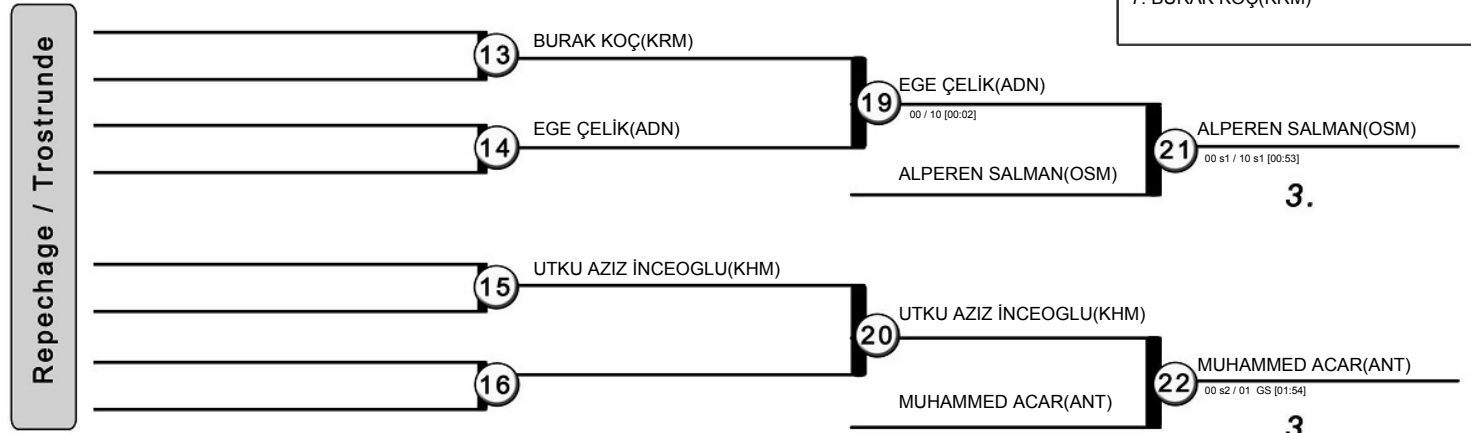 7. BURAK KOÇ(KRM)
Repechage / Trostrunde
13
BURAK KOÇ(KRM)
19
EGE ÇELİK(ADN)
00 / 10 [00:02]
14
EGE ÇELİK(ADN)
ALPEREN SALMAN(OSM)
21
ALPEREN SALMAN(OSM)
00 s1 / 10 s1 [00:53]
3.
15
UTKU AZIZ İNCEOGLU(KHM)
20
UTKU AZIZ İNCEOGLU(KHM)
16
MUHAMMED ACAR(ANT)
22
MUHAMMED ACAR(ANT)
00 s2 / 01 GS [01:54]
3